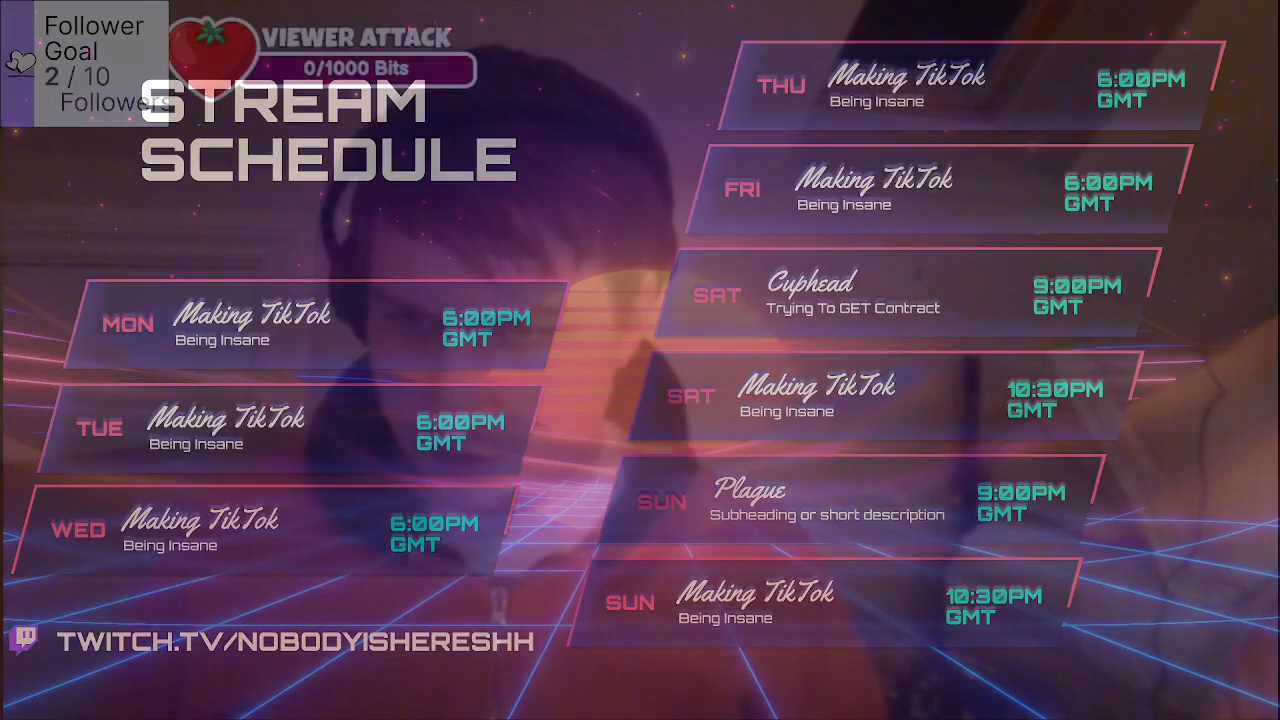 Follower
Goal
2 / 10
Followers
VIEWER ATTACK
0/1000 Bits
STREAM
SCHEDULE
MON
Making TikTok
Being Insane
6:00PM
GMT
TUE
Making TikTok
Being Insane
6:00PM
GMT
WED
Making TikTok
Being Insane
6:00PM
GMT
TWITCH.TV/NOBODYISHERESHH
THU
Making TikTok
Being Insane
6:00PM
GMT
FRI
Making TikTok
Being Insane
6:00PM
GMT
SAT
Cuphead
Trying To GET Contract
9:00PM
GMT
SAT
Making TikTok
Being Insane
10:30PM
GMT
SUN
Plague
Subheading or short description
9:00PM
GMT
SUN
Making TikTok
Being Insane
10:30PM
GMT